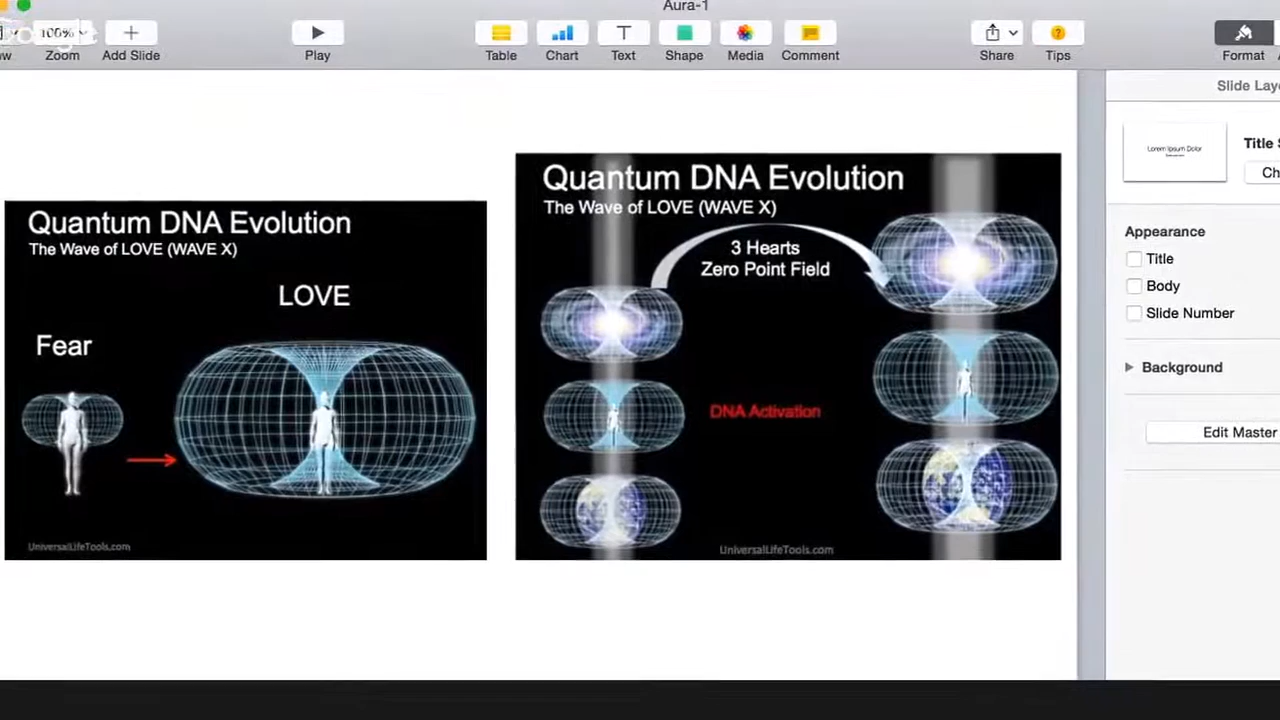 Aura-1
Google
100%
Zoom
Add Slide
Play
Table
Chart
Text
Shape
Media
Comment
Share
Tips
Format
Slide Lay
Lorem Ipsum Dolor
Title
Appearance
Title
Body
Slide Number
Background
Edit Master
Quantum DNA Evolution
The Wave of LOVE (WAVE X)
LOVE
Fear
UniversalLifeTools.com
Quantum DNA Evolution
The Wave of LOVE (WAVE X)
3 Hearts
Zero Point Field
DNA Activation
UniversalLifeTools.com